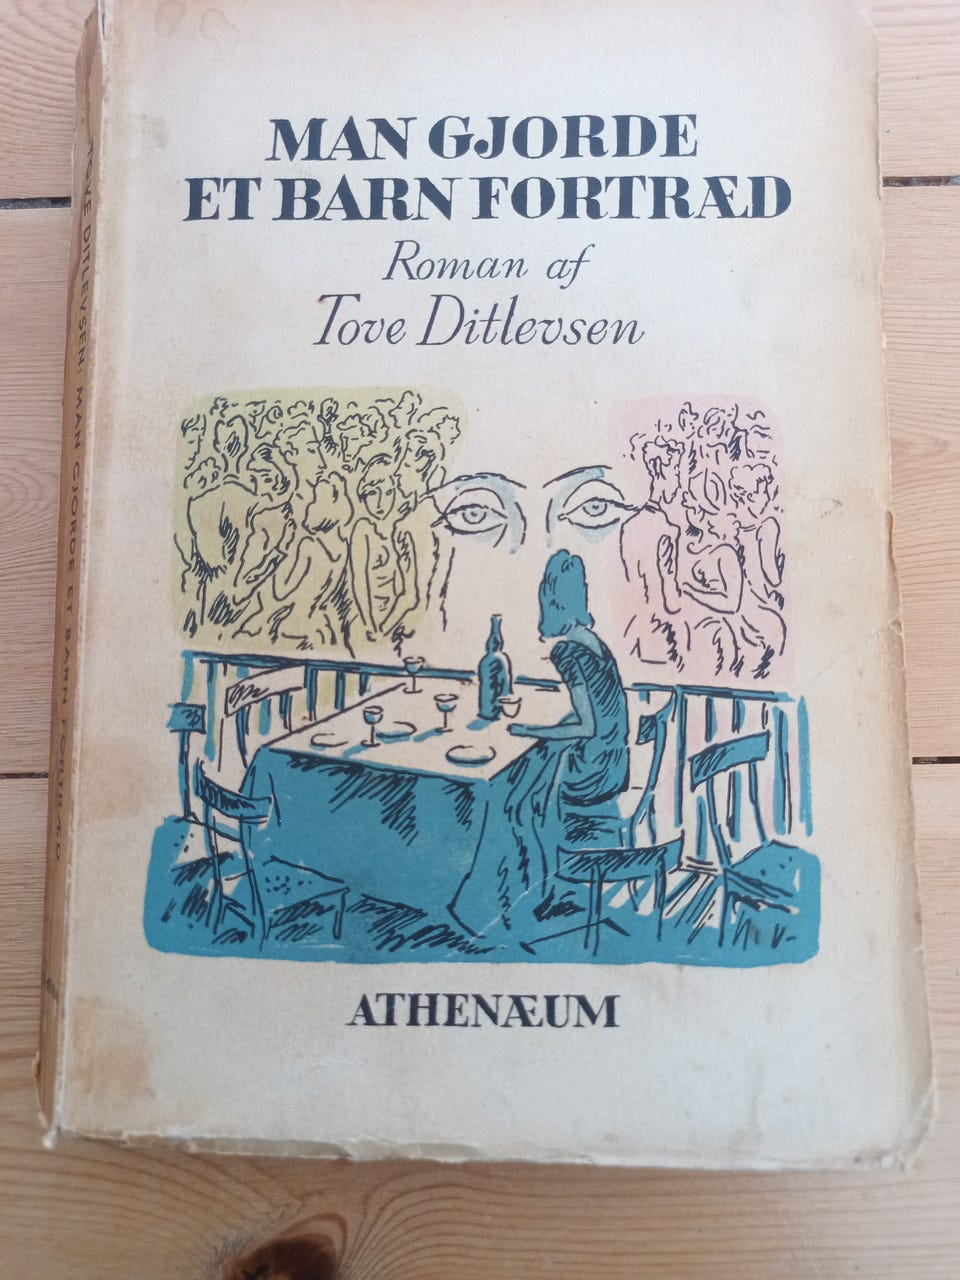 MAN GJORDE
ET BARN FORTRÆD
Roman af
Tove Ditlevsen
ATHENÆUM
TOVE DITLEVSEN: MAN GJORDE ET BARN FORTRÆD